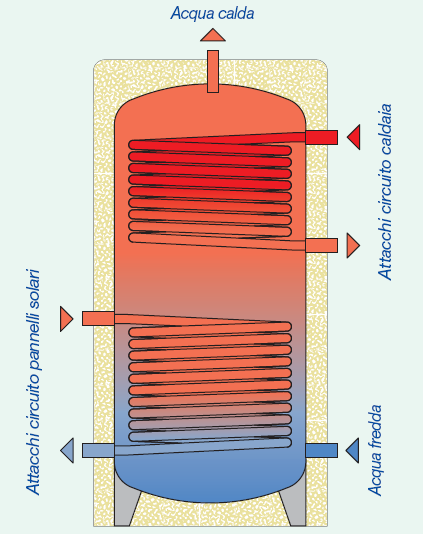 Acqua calda
Attacchi circuito caldaia
Attacchi circuito pannelli solari
Acqua fredda